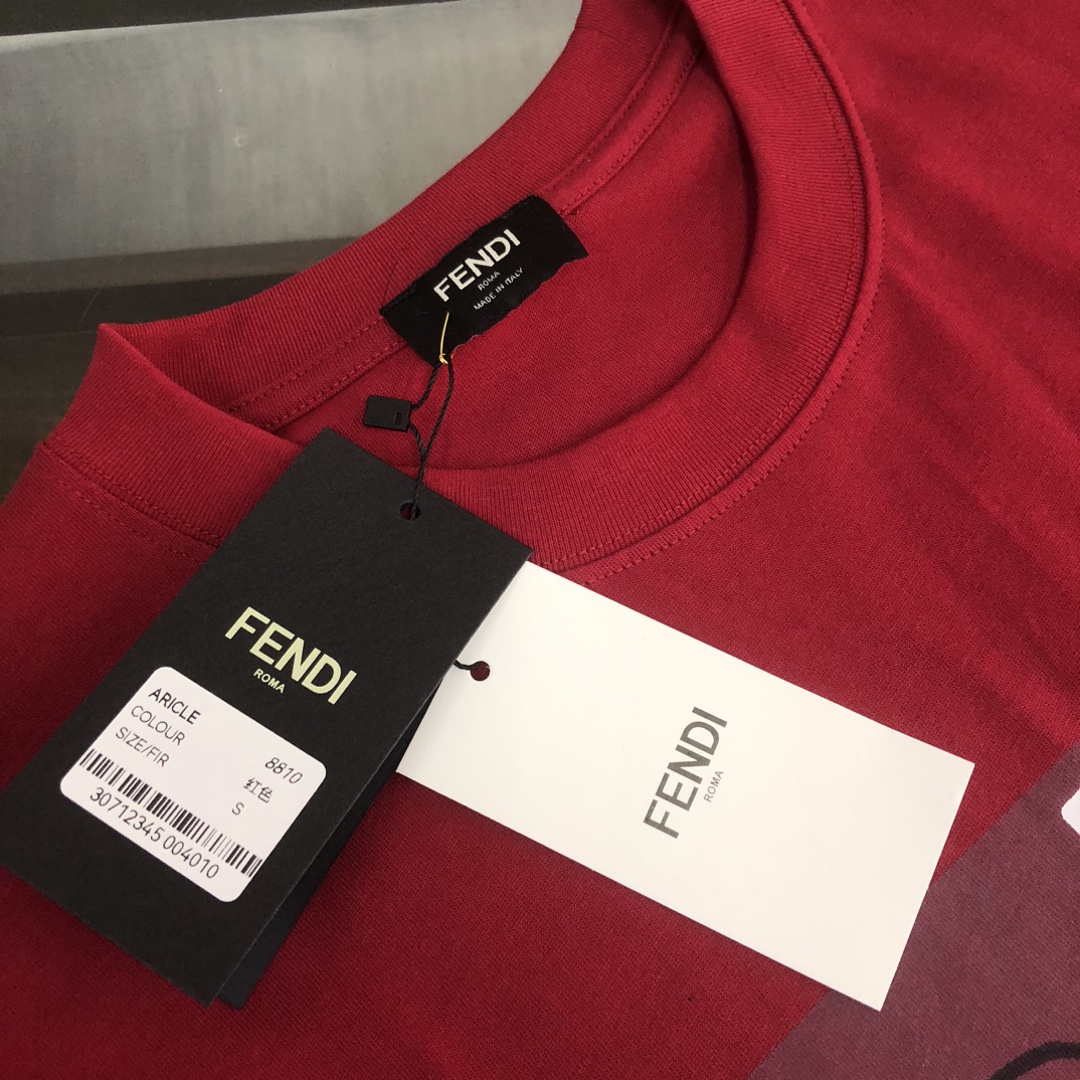 FENDI
ROMA
MADE IN ITALY
FENDI
ROMA
ARICLE 8810
COLOUR 红色
SIZE/FIR S
30712345 004010
FENDI
ROMA